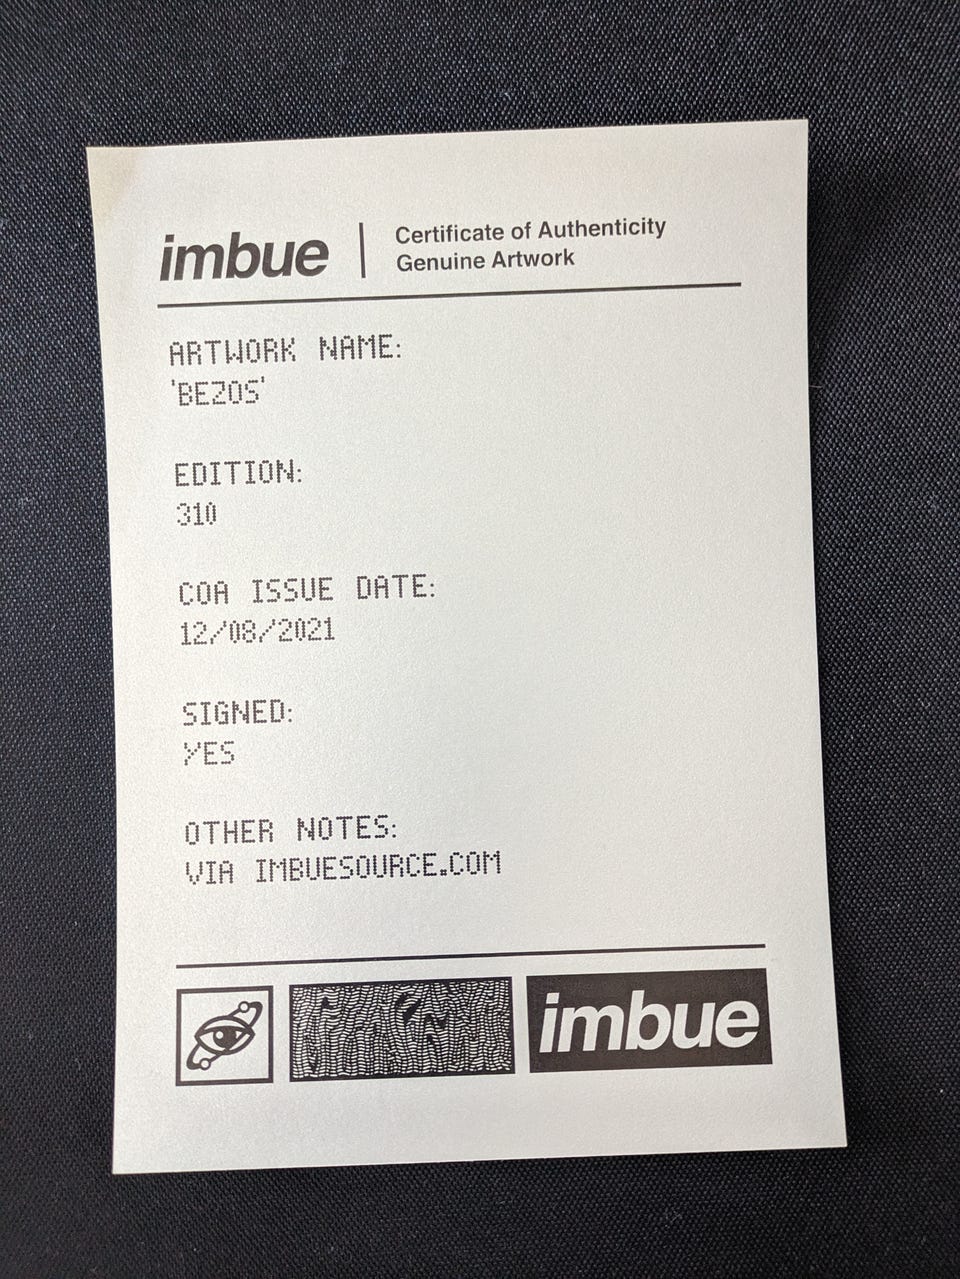 imbue
Certificate of Authenticity
Genuine Artwork
ARTWORK NAME:
'BEZOS'
EDITION:
310
COA ISSUE DATE:
12/08/2021
SIGNED:
YES
OTHER NOTES:
VIA IMBUESOURCE.COM
imbue